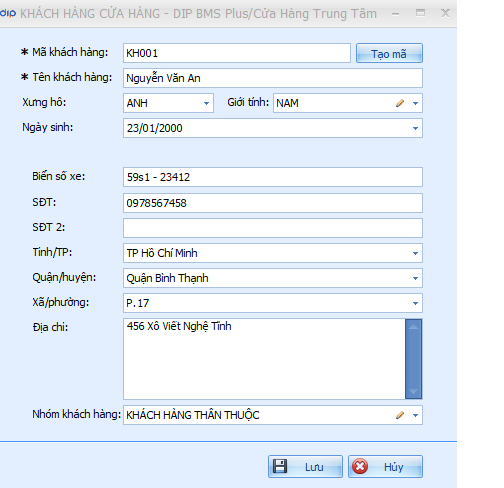 dip KHÁCH HÀNG CỬA HÀNG - DIP BMS Plus/Cửa Hàng Trung Tâm
* Mã khách hàng: KH001 Tạo mã
* Tên khách hàng: Nguyễn Văn An
Xưng hô: ANH Giới tính: NAM
Ngày sinh: 23/01/2000
Biển số xe: 59s1 - 23412
SĐT: 0978567458
SĐT 2:
Tỉnh/TP: TP Hồ Chí Minh
Quận/huyện: Quận Bình Thạnh
Xã/phường: P.17
Địa chỉ: 456 Xô Viết Nghệ Tĩnh
Nhóm khách hàng: KHÁCH HÀNG THÂN THUỘC
Lưu Hủy